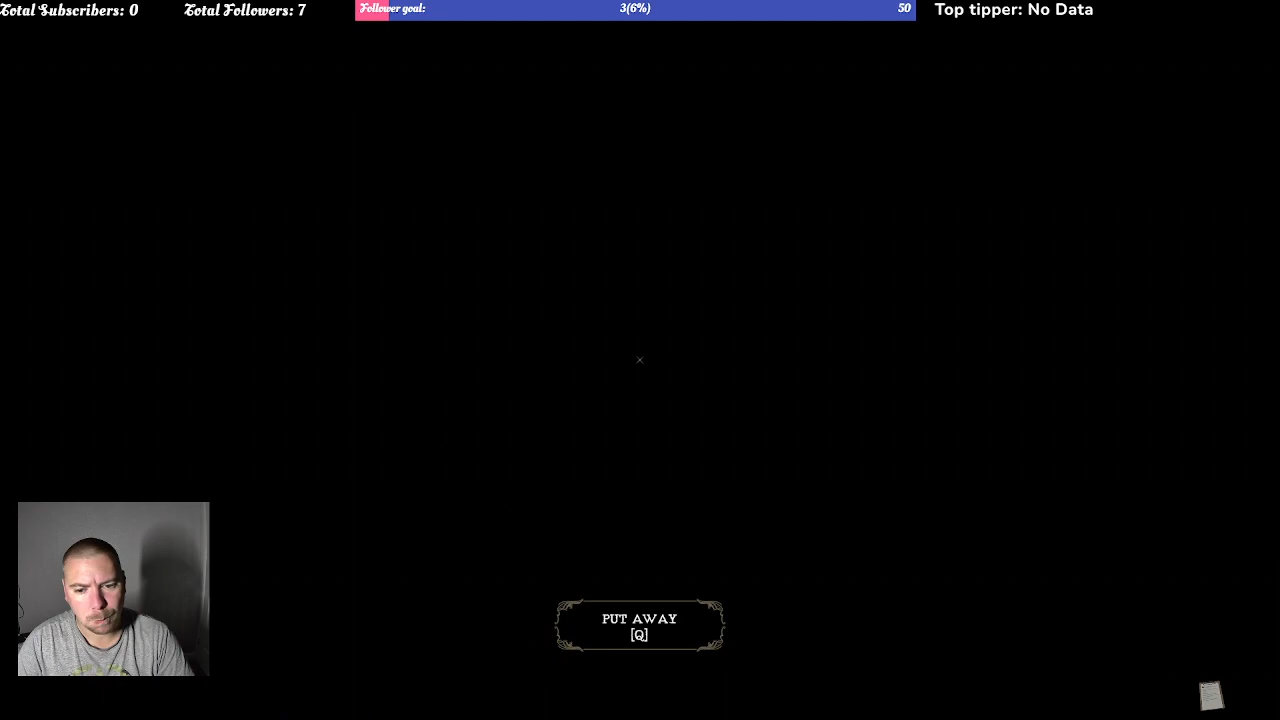 Total Subscribers: 0
Total Followers: 7
Follower goal:
3(6%)
50
Top tipper: No Data
PUT AWAY
[Q]